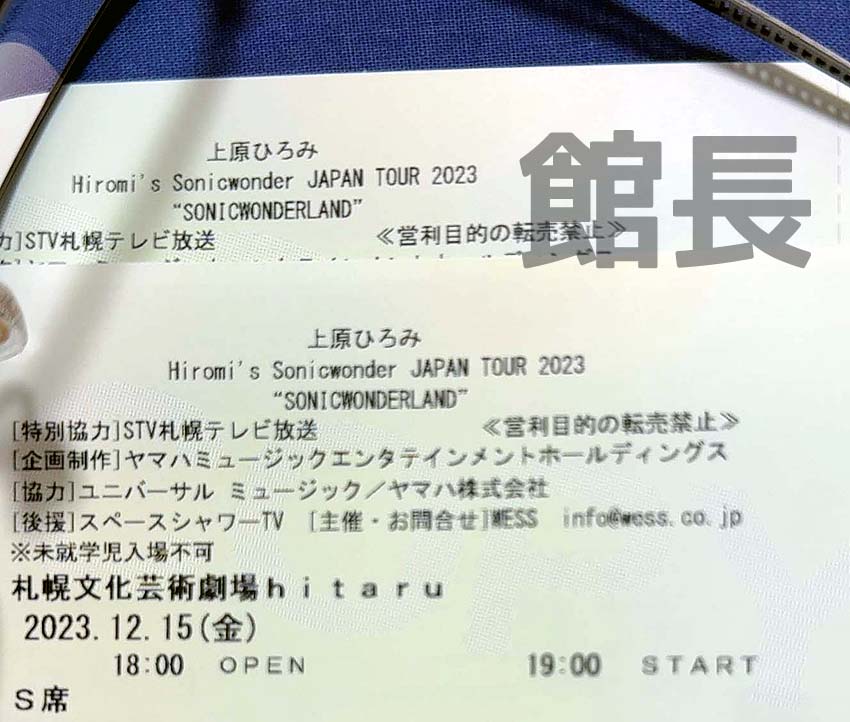 上原ひろみ
Hiromi's Sonicwonder JAPAN TOUR 2023
"SONICWONDERLAND"
力]STV札幌テレビ放送 ≪営利目的の転売禁止≫
館長
上原ひろみ
Hiromi's Sonicwonder JAPAN TOUR 2023
"SONICWONDERLAND"
[特別協力]STV札幌テレビ放送 ≪営利目的の転売禁止≫
[企画制作]ヤマハミュージックエンタテインメントホールディングス
[協力]ユニバーサル ミュージック／ヤマハ株式会社
[後援]スペースシャワーTV [主催・お問合せ]WESS info@wess.co.jp
※未就学児入場不可
札幌文化芸術劇場ｈｉｔａｒｕ
2023.12.15(金)
18:00 OPEN 19:00 START
Ｓ席